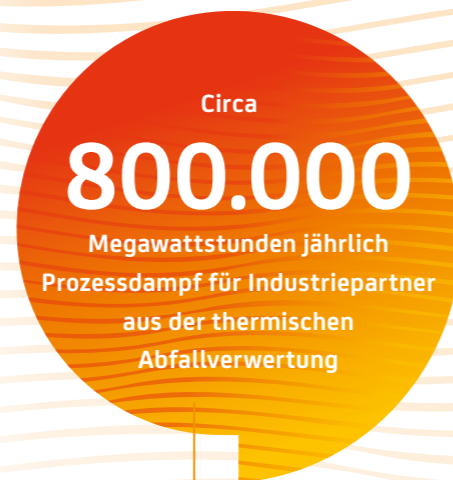 Circa
800.000
Megawattstunden jährlich
Prozessdampf für Industriepartner
aus der thermischen
Abfallverwertung